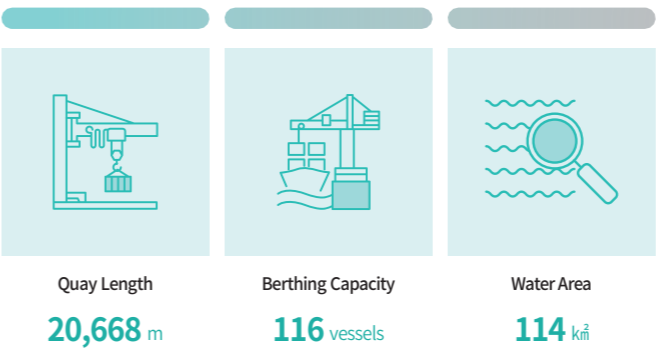 Quay Length
20,668 m
Berthing Capacity
116 vessels
Water Area
114 ㎢